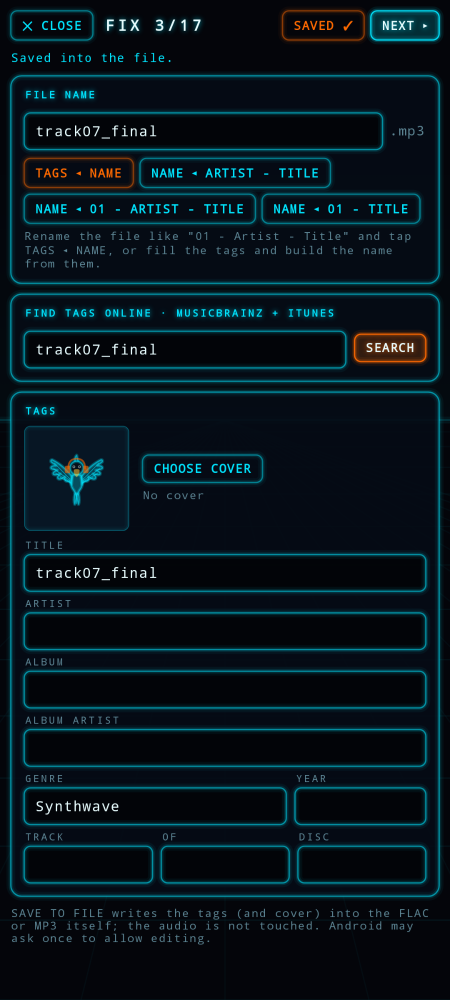 ✕ CLOSE FIX 3/17 SAVED ✓ NEXT ▸
Saved into the file.
FILE NAME
track07_final .mp3
TAGS ◂ NAME NAME ◂ ARTIST - TITLE
NAME ◂ 01 - ARTIST - TITLE NAME ◂ 01 - TITLE
Rename the file like "01 - Artist - Title" and tap
TAGS ◂ NAME, or fill the tags and build the name
from them.
FIND TAGS ONLINE · MUSICBRAINZ + ITUNES
track07_final SEARCH
TAGS
CHOOSE COVER
No cover
TITLE
track07_final
ARTIST
ALBUM
ALBUM ARTIST
GENRE YEAR
Synthwave
TRACK OF DISC
SAVE TO FILE writes the tags (and cover) into the FLAC
or MP3 itself; the audio is not touched. Android may
ask once to allow editing.